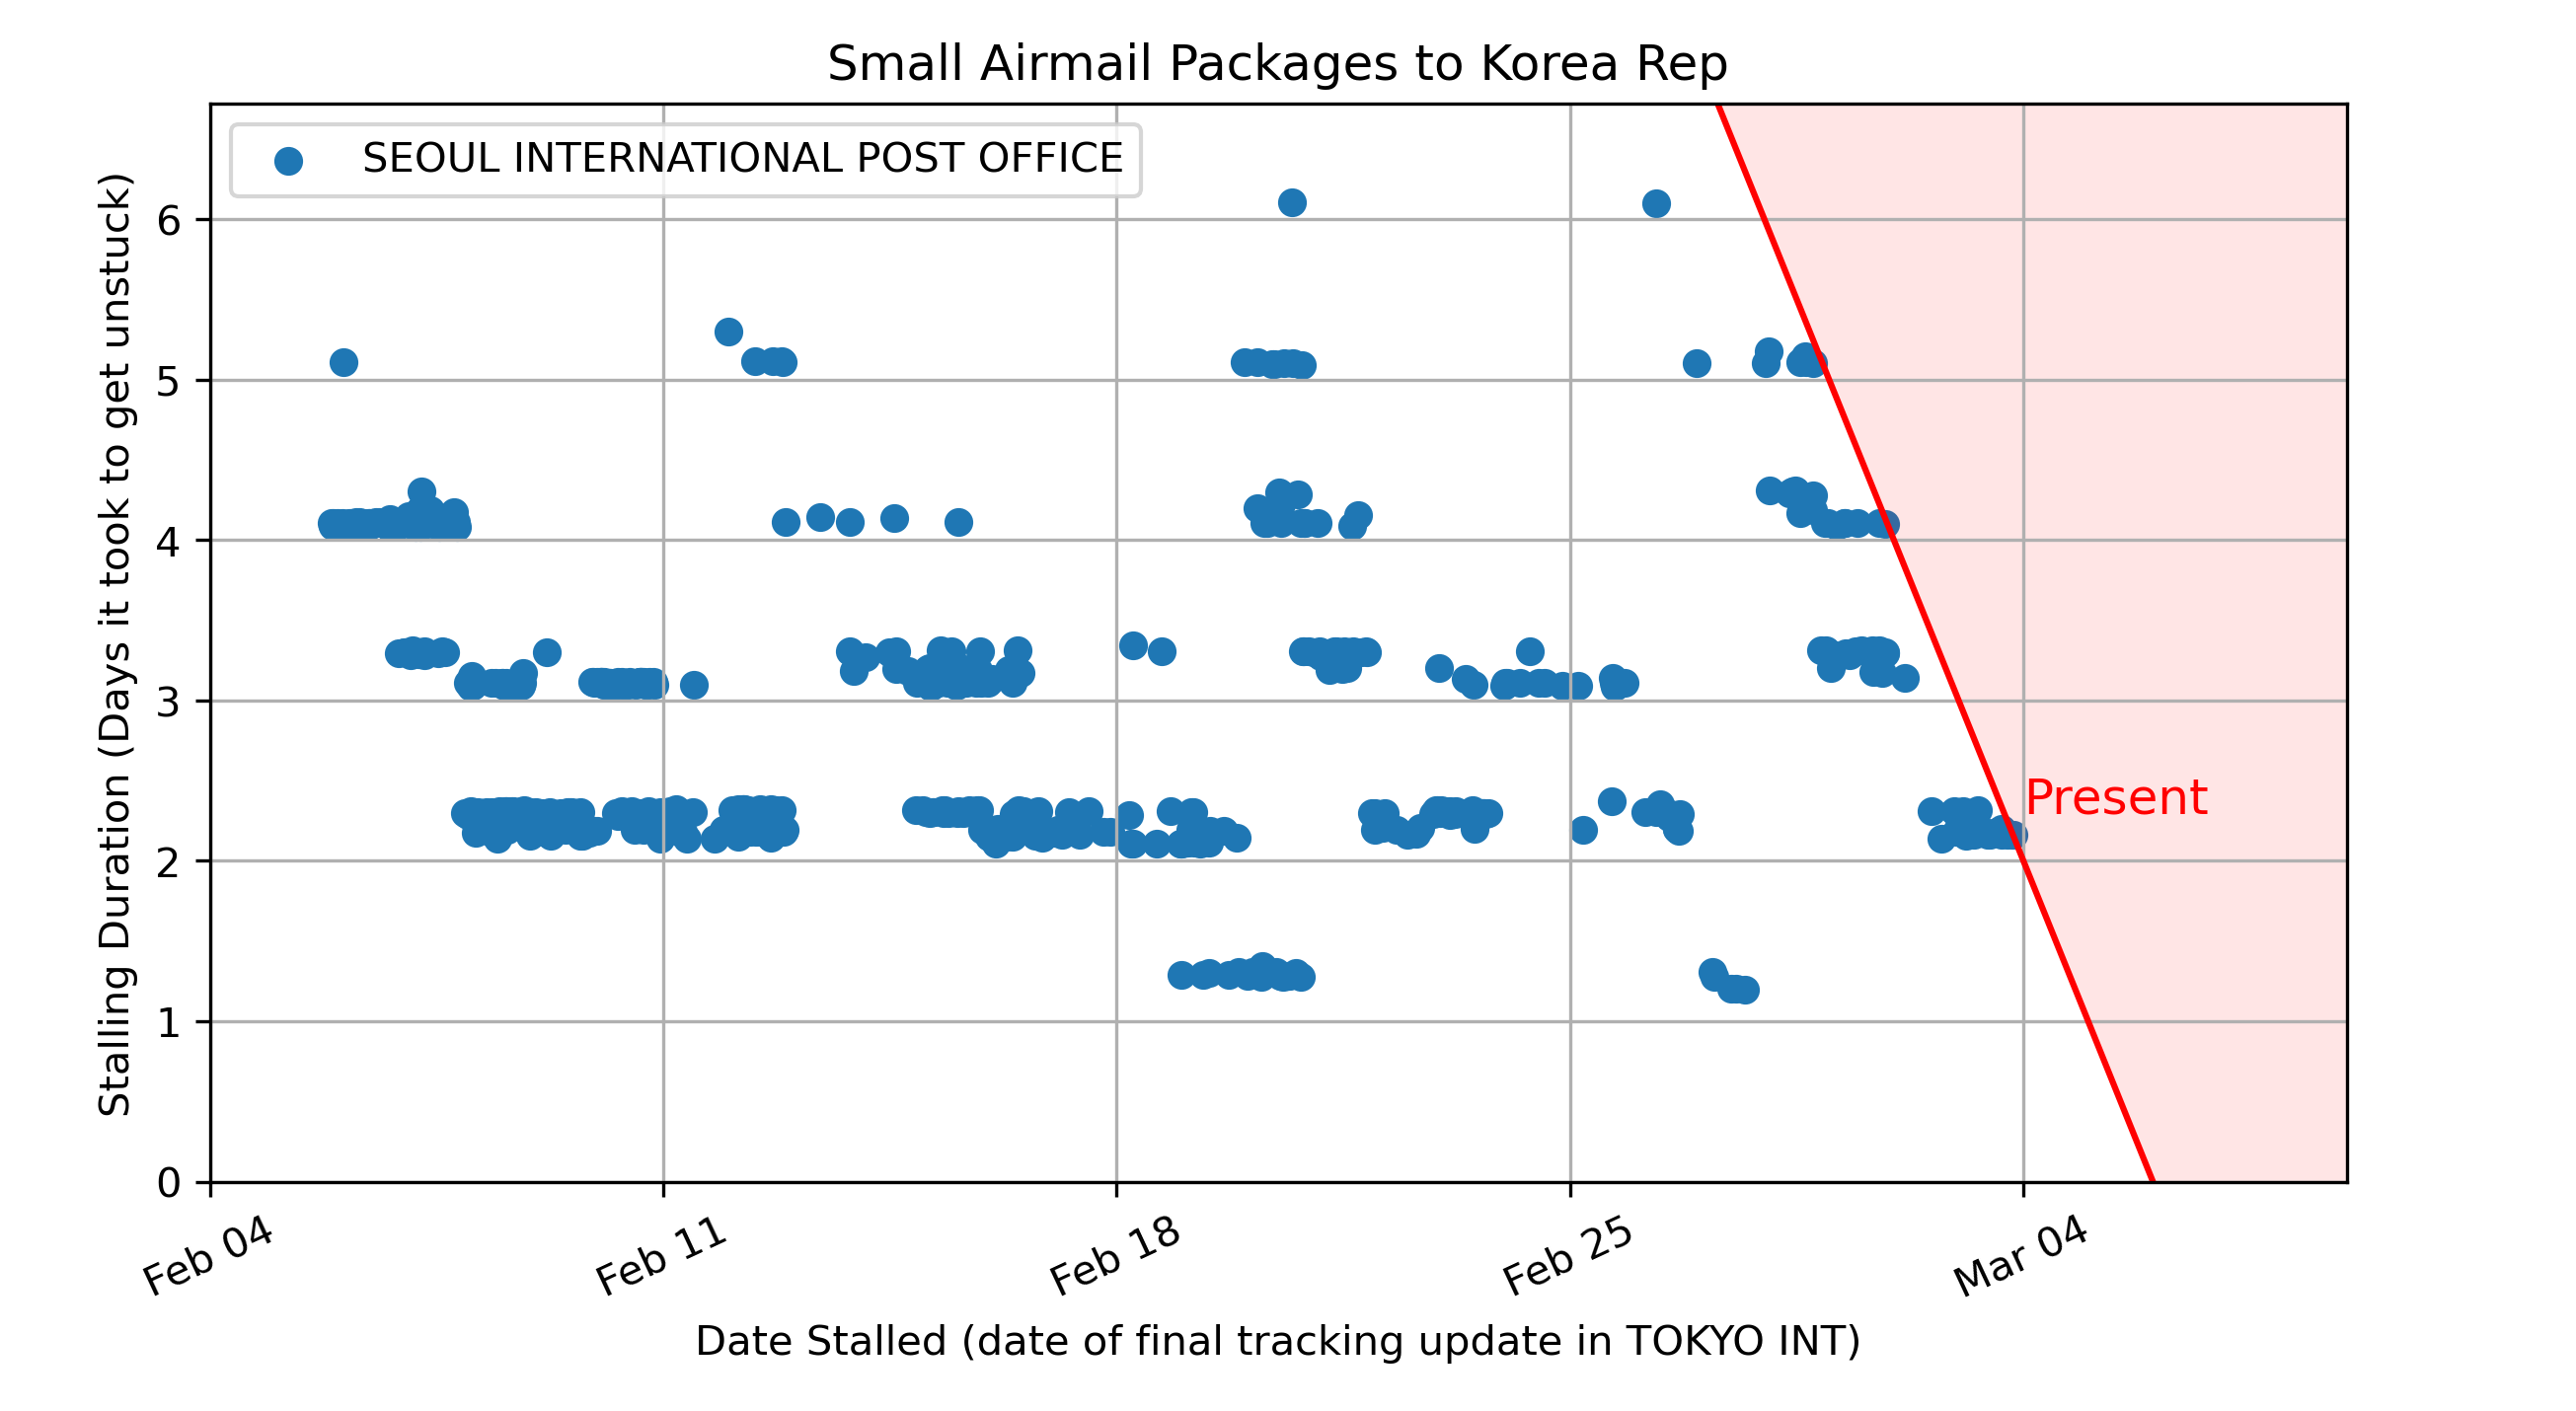 Small Airmail Packages to Korea Rep
SEOUL INTERNATIONAL POST OFFICE
Stalling Duration (Days it took to get unstuck)
6
5
4
3
2
1
0
Present
Feb 04
Feb 11
Feb 18
Feb 25
Mar 04
Date Stalled (date of final tracking update in TOKYO INT)